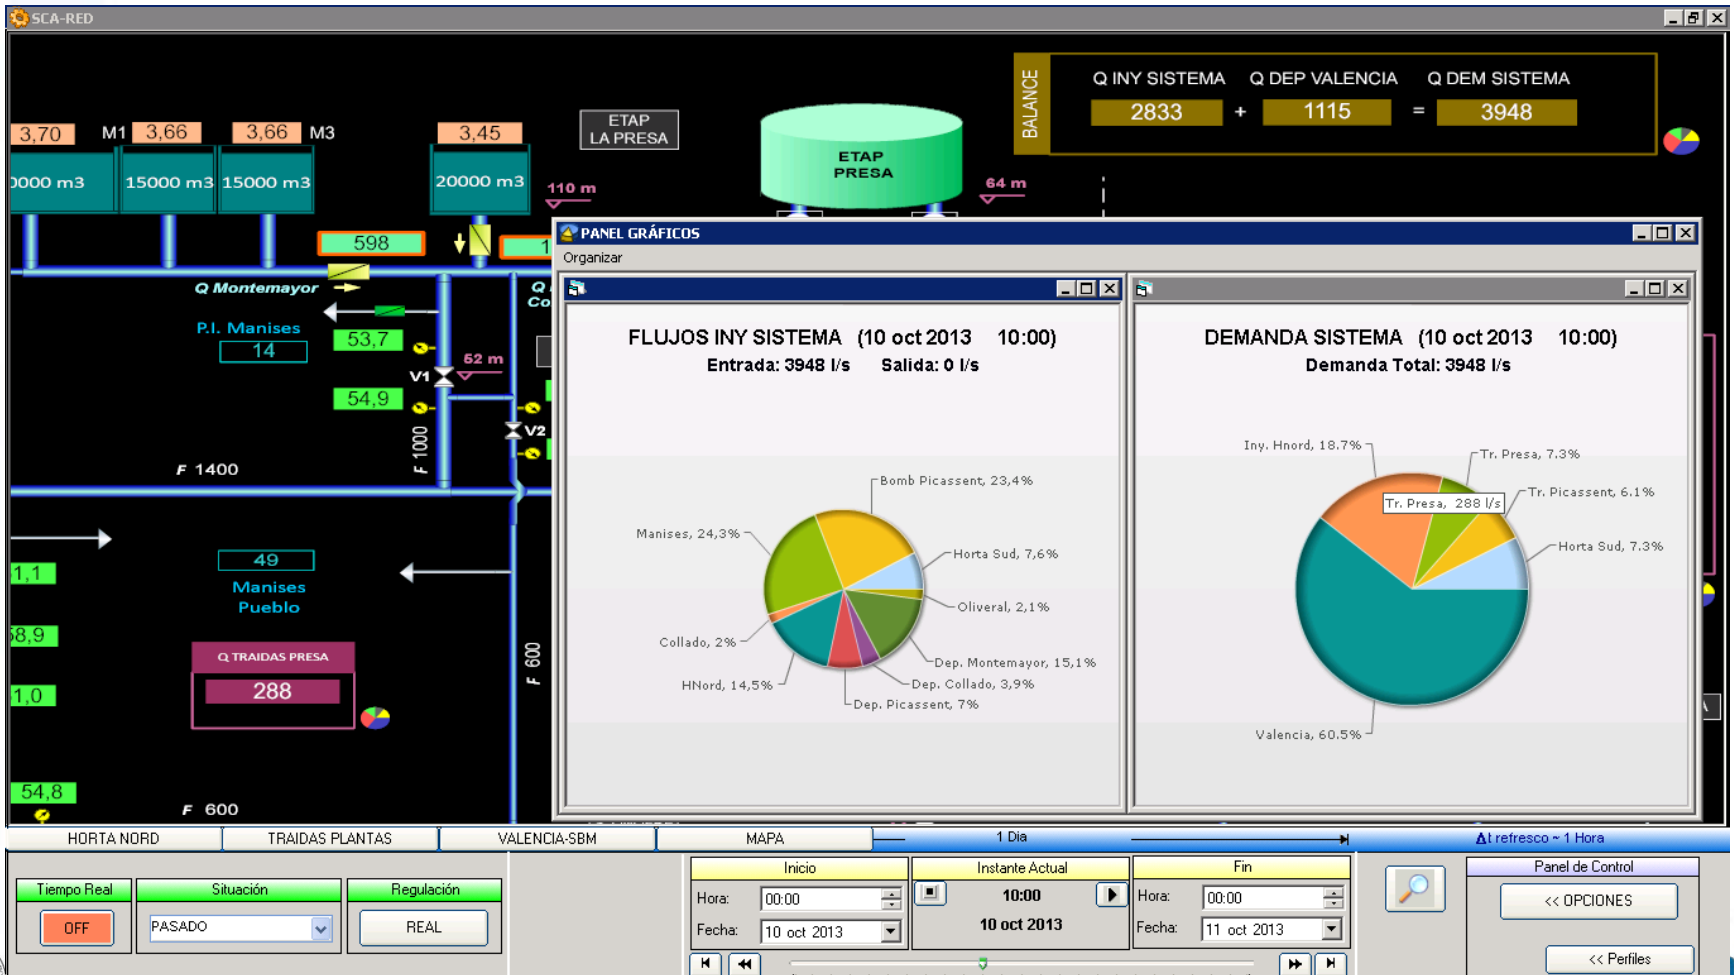 SCA-RED
3,70
M1
3,66
3,66
M3
3,45
0000 m3
15000 m3
15000 m3
20000 m3
110 m
ETAP
LA PRESA
ETAP
PRESA
64 m
BALANCE
Q INY SISTEMA
Q DEP VALENCIA
Q DEM SISTEMA
2833
+
1115
=
3948
598
1
Q Montemayor
Q
Co
P.I. Manises
14
53,7
52 m
V1
54,9
V2
F 1000
F 1400
49
Manises
Pueblo
1,1
58,9
1,0
Q TRAIDAS PRESA
288
F 600
54,8
F 600
PANEL GRÁFICOS
Organizar
FLUJOS INY SISTEMA (10 oct 2013 10:00)
Entrada: 3948 l/s Salida: 0 l/s
Bomb Picassent, 23,4%
Manises, 24,3%
Horta Sud, 7,6%
Oliveral, 2,1%
Collado, 2%
Dep. Montemayor, 15,1%
HNord, 14,5%
Dep. Collado, 3,9%
Dep. Picassent, 7%
DEMANDA SISTEMA (10 oct 2013 10:00)
Demanda Total: 3948 l/s
Iny. Hnord, 18.7%
Tr. Presa, 7.3%
Tr. Presa, 288 l/s
Tr. Picassent, 6.1%
Horta Sud, 7.3%
Valencia, 60.5%
HORTA NORD
TRAIDAS PLANTAS
VALENCIA-SBM
MAPA
1 Dia
Δt refresco ~ 1 Hora
Tiempo Real
OFF
Situación
PASADO
Regulación
REAL
Inicio
Hora:
00:00
Fecha:
10 oct 2013
Instante Actual
10:00
10 oct 2013
Fin
Hora:
00:00
Fecha:
11 oct 2013
Panel de Control
<< OPCIONES
<< Perfiles